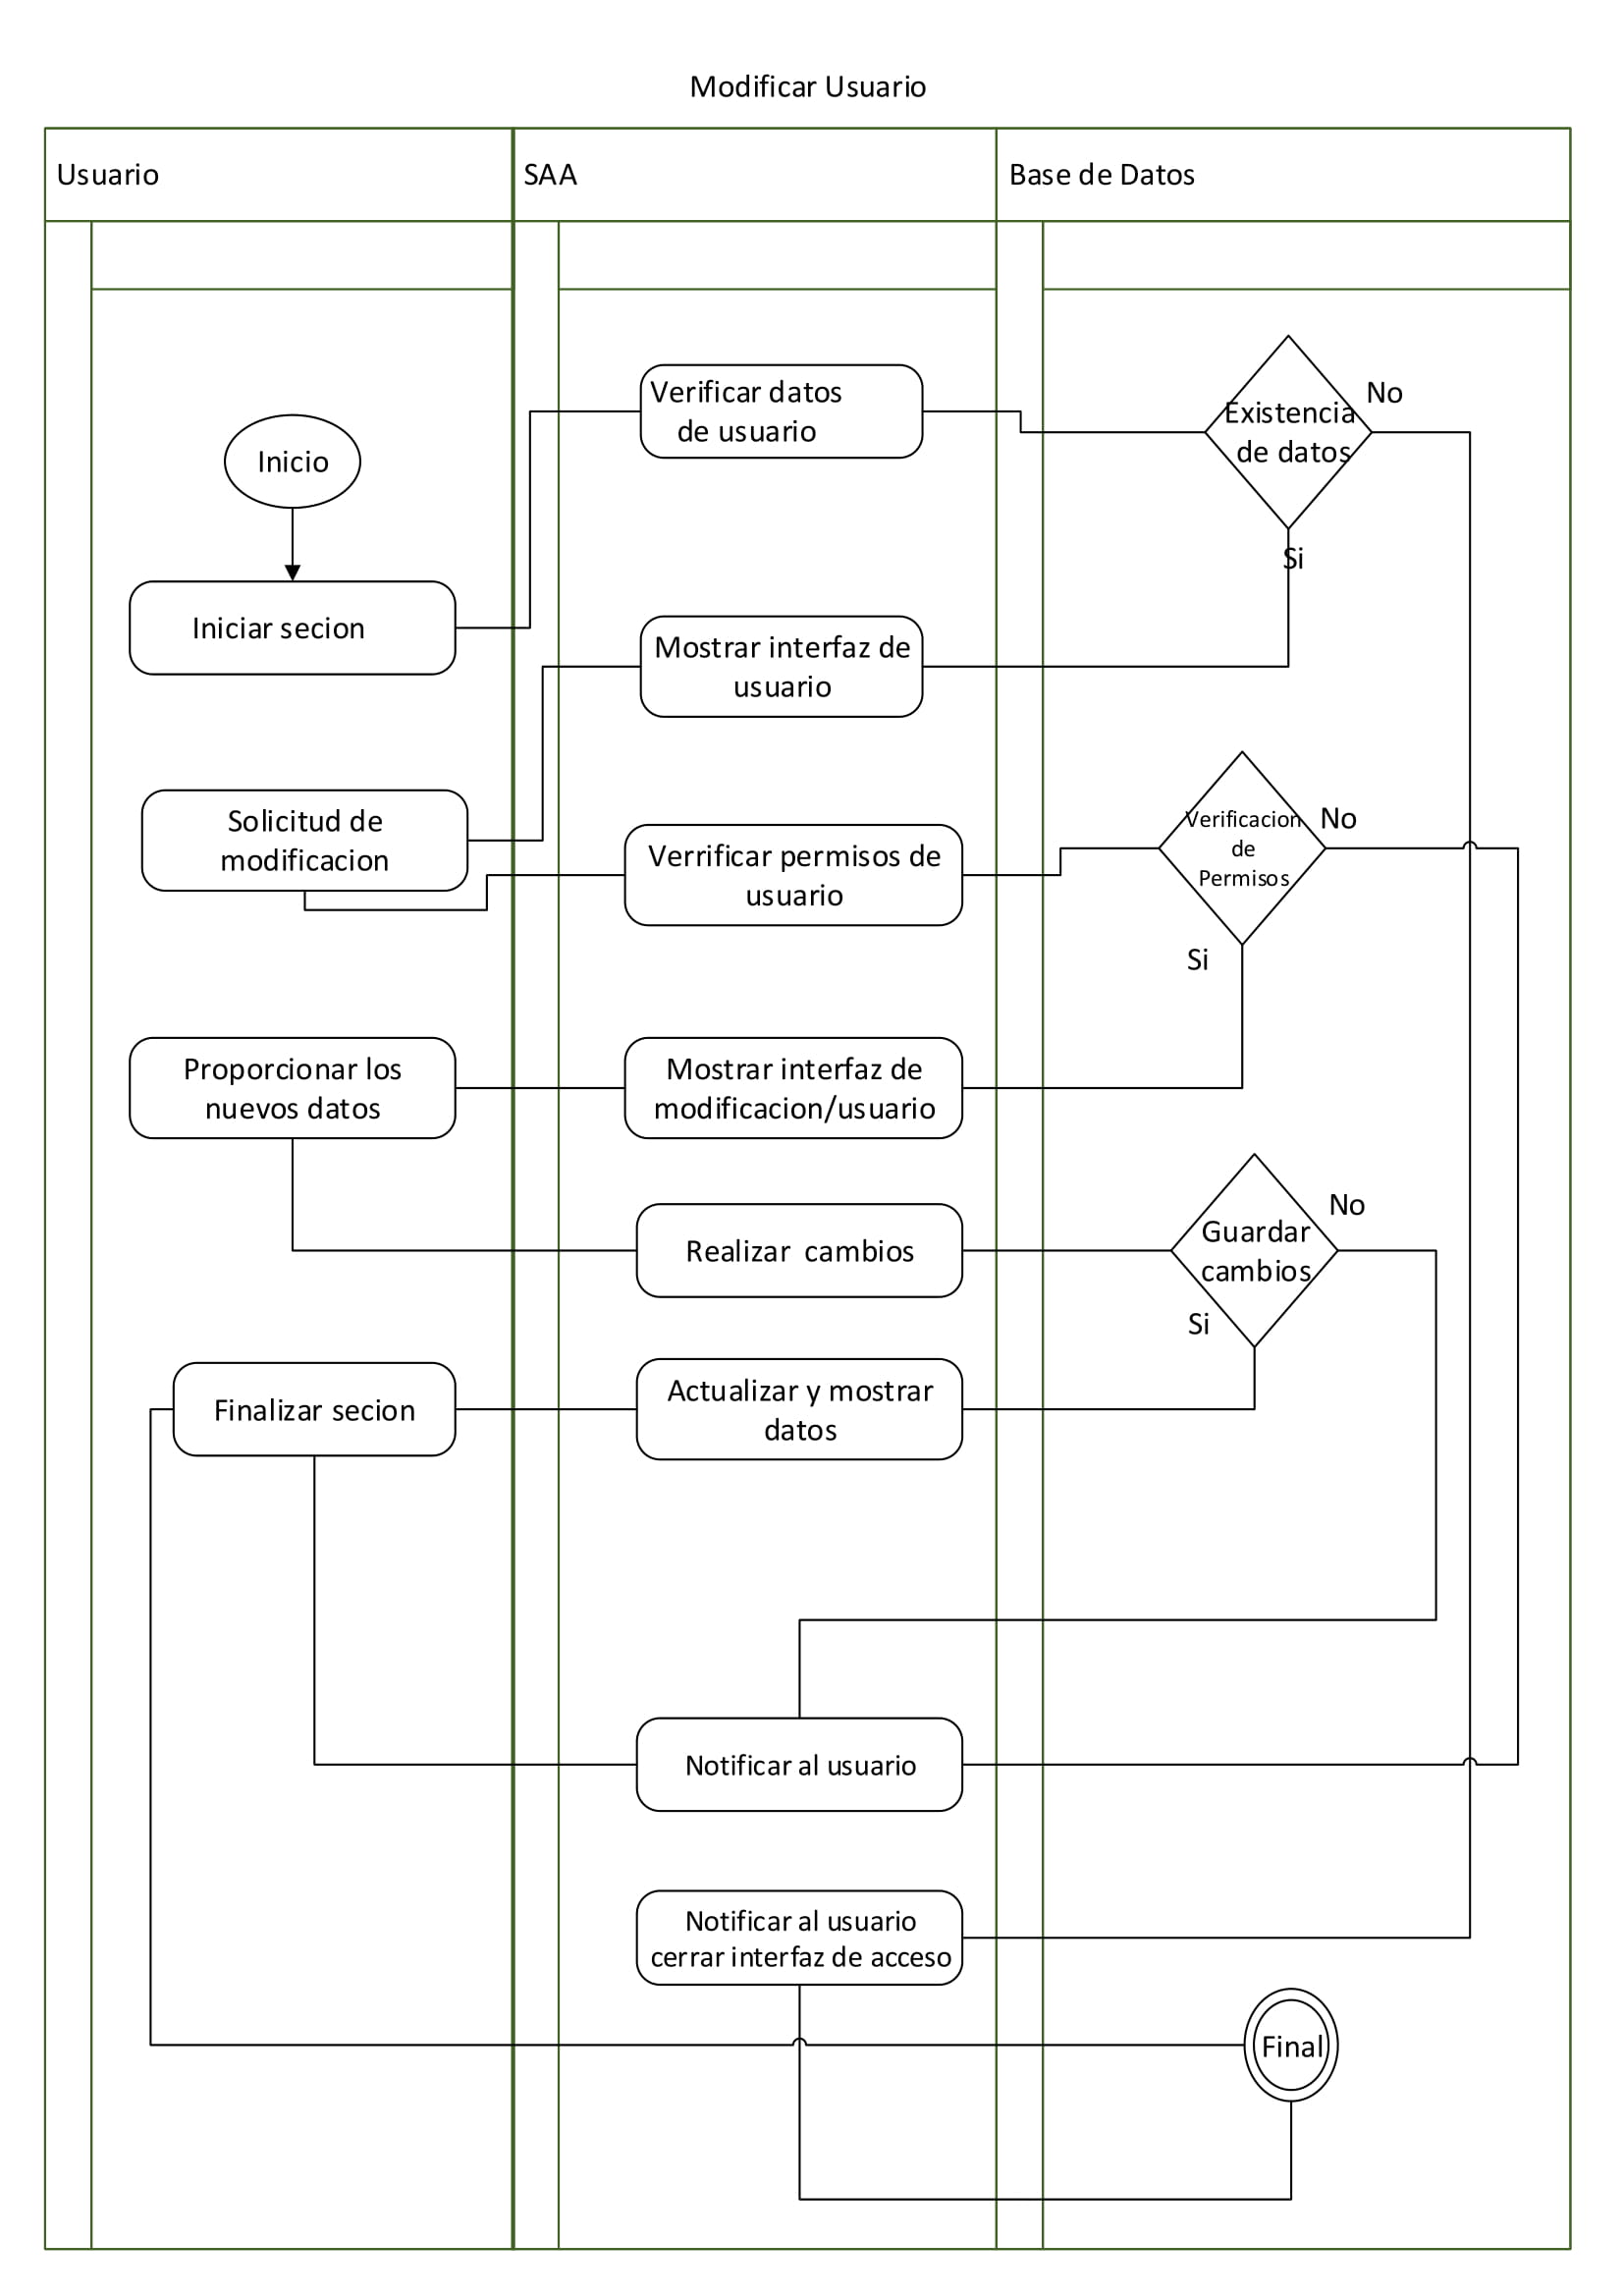 Modificar Usuario
Usuario
SAA
Base de Datos
Verificar datos
de usuario
Existencia
de datos
No
Inicio
Si
Iniciar secion
Mostrar interfaz de
usuario
Solicitud de
modificacion
Verrificar permisos de
usuario
Verificacion
de
Permisos
No
Si
Proporcionar los
nuevos datos
Mostrar interfaz de
modificacion/usuario
Realizar cambios
Guardar
cambios
No
Si
Finalizar secion
Actualizar y mostrar
datos
Notificar al usuario
Notificar al usuario
cerrar interfaz de acceso
Final